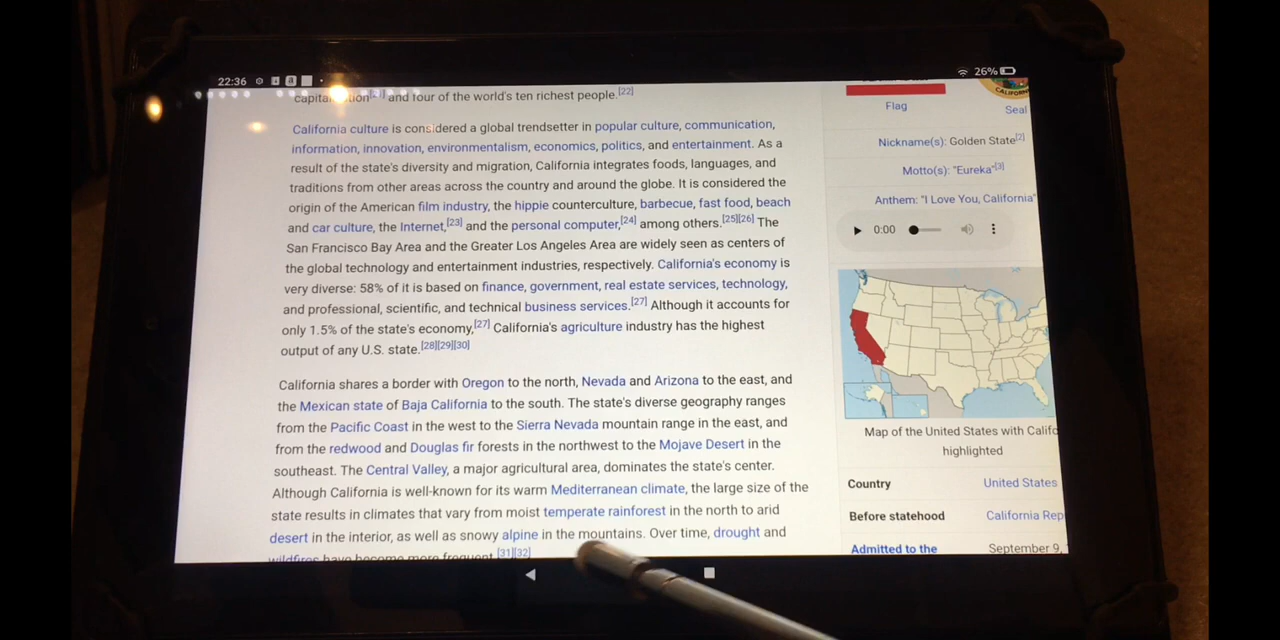 22:36
26%
and four of the world's ten richest people.[22]
California culture is considered a global trendsetter in popular culture, communication,
information, innovation, environmentalism, economics, politics, and entertainment. As a
result of the state's diversity and migration, California integrates foods, languages, and
traditions from other areas across the country and around the globe. It is considered the
origin of the American film industry, the hippie counterculture, barbecue, fast food, beach
and car culture, the Internet,[23] and the personal computer,[24] among others.[25][26] The
San Francisco Bay Area and the Greater Los Angeles Area are widely seen as centers of
the global technology and entertainment industries, respectively. California's economy is
very diverse: 58% of it is based on finance, government, real estate services, technology,
and professional, scientific, and technical business services.[27] Although it accounts for
only 1.5% of the state's economy,[27] California's agriculture industry has the highest
output of any U.S. state.[28][29][30]
California shares a border with Oregon to the north, Nevada and Arizona to the east, and
the Mexican state of Baja California to the south. The state's diverse geography ranges
from the Pacific Coast in the west to the Sierra Nevada mountain range in the east, and
from the redwood and Douglas fir forests in the northwest to the Mojave Desert in the
southeast. The Central Valley, a major agricultural area, dominates the state's center.
Although California is well-known for its warm Mediterranean climate, the large size of the
state results in climates that vary from moist temperate rainforest in the north to arid
desert in the interior, as well as snowy alpine in the mountains. Over time, drought and
wildfires have become more frequent.[31][32]
Flag
Seal
Nickname(s): Golden State[2]
Motto(s): "Eureka"[3]
Anthem: "I Love You, California"
0:00
Map of the United States with Califo
highlighted
Country United States
Before statehood California Rep
Admitted to the September 9,